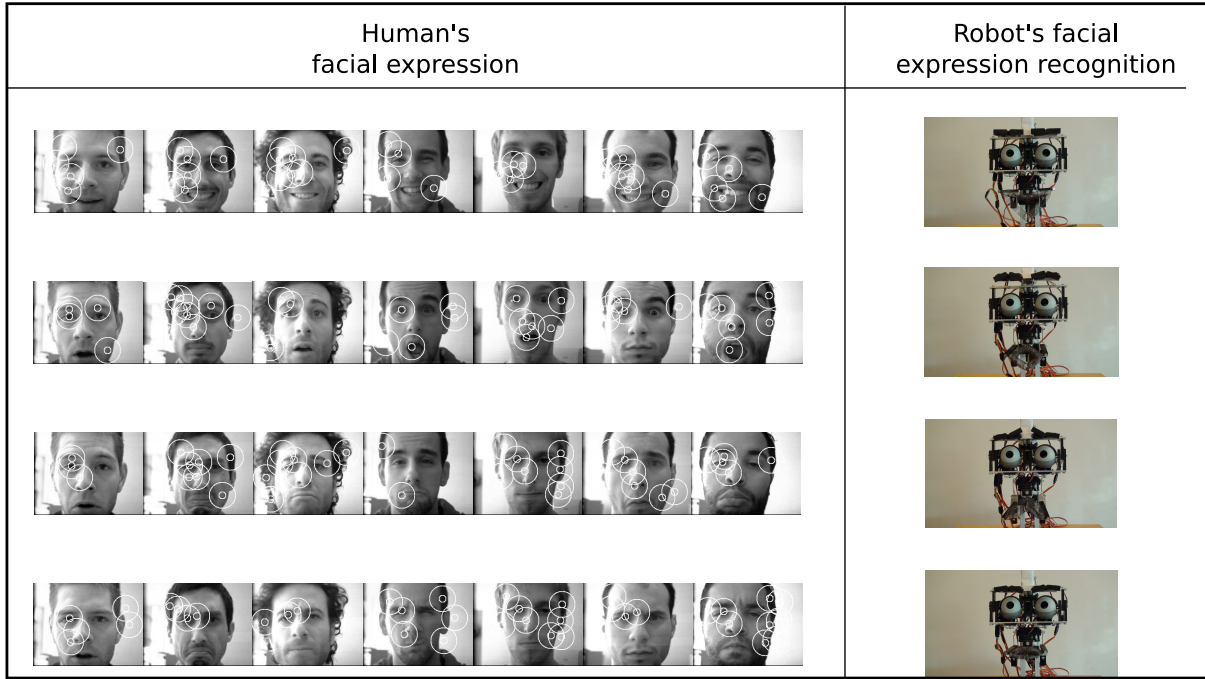 Human's
facial expression
Robot's facial
expression recognition